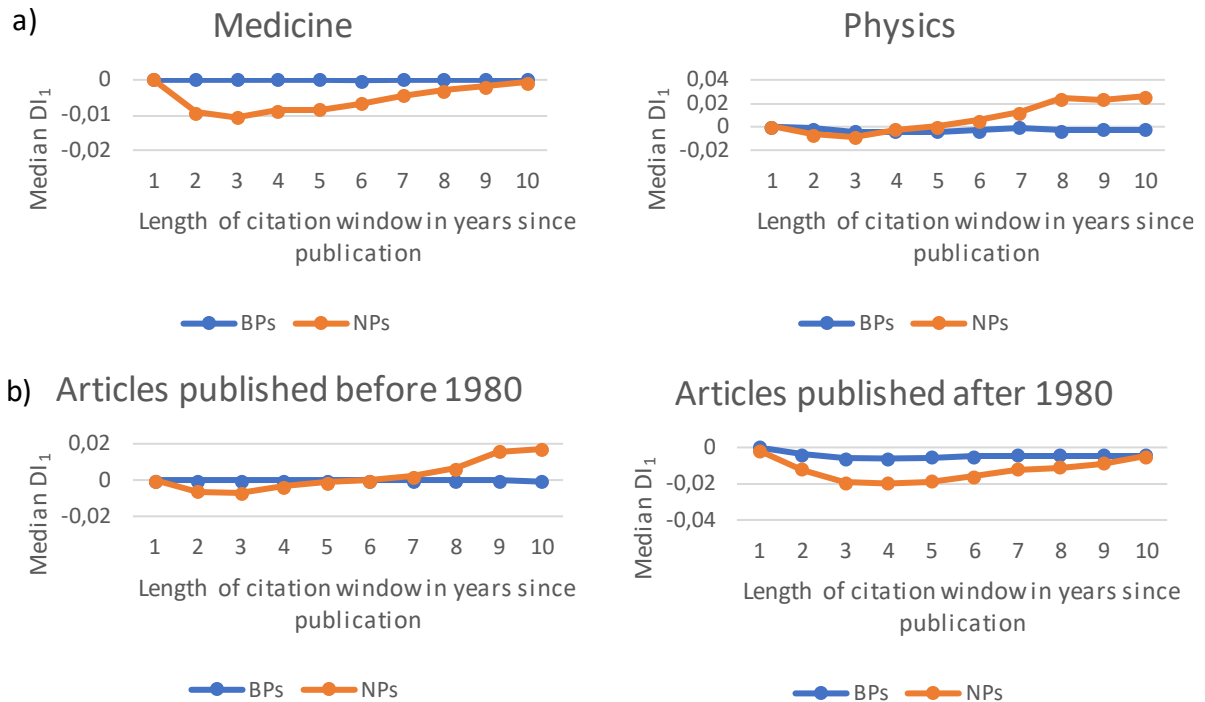 a)
Medicine
0
-0,01
-0,02
Median DI₁
1 2 3 4 5 6 7 8 9 10
Length of citation window in years since
publication
BPs NPs
Physics
0,04
0,02
0
-0,02
Median DI₁
1 2 3 4 5 6 7 8 9 10
Length of citation window in years since
publication
BPs NPs
b)
Articles published before 1980
0,02
0
-0,02
Median DI₁
1 2 3 4 5 6 7 8 9 10
Length of citation window in years since
publication
BPs NPs
Articles published after 1980
0
-0,02
-0,04
Median DI₁
1 2 3 4 5 6 7 8 9 10
Length of citation window in years since
publication
BPs NPs